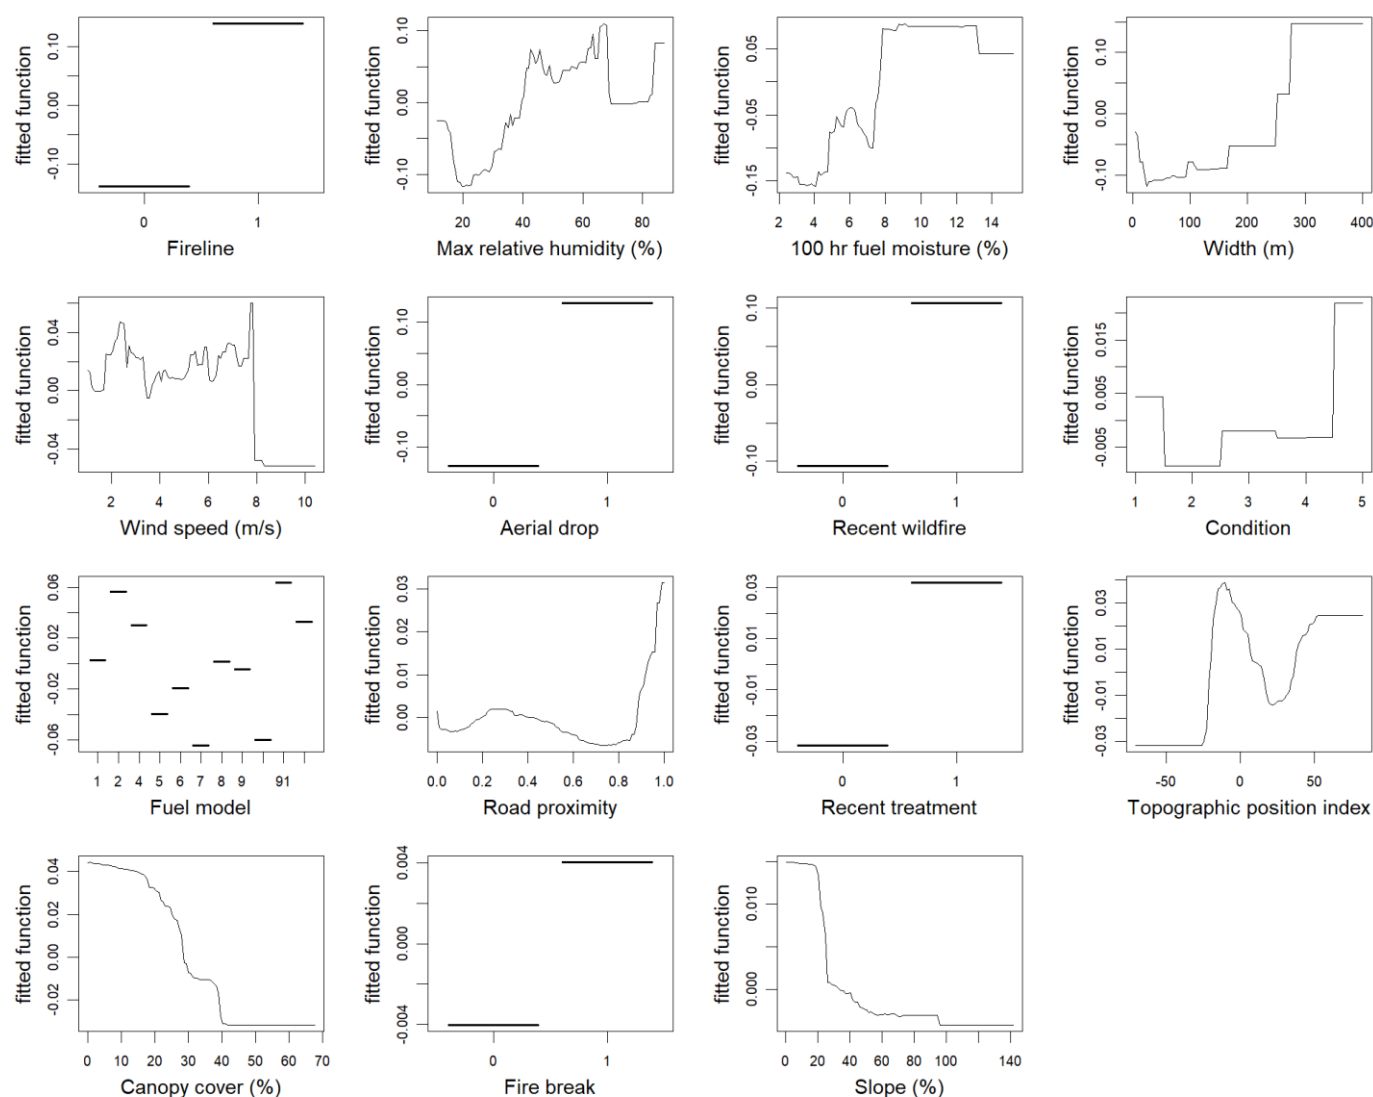 fitted function
-0.10 0.00 0.10
0 1
Fireline
fitted function
-0.10 0.00 0.10
20 40 60 80
Max relative humidity (%)
fitted function
-0.15 -0.05 0.05
2 4 6 8 10 12 14
100 hr fuel moisture (%)
fitted function
-0.10 0.00 0.10
0 100 200 300 400
Width (m)
fitted function
-0.04 0.00 0.04
2 4 6 8 10
Wind speed (m/s)
fitted function
-0.10 0.00 0.10
0 1
Aerial drop
fitted function
-0.10 0.00 0.10
0 1
Recent wildfire
fitted function
-0.005 0.005 0.015
1 2 3 4 5
Condition
fitted function
-0.06 -0.02 0.02 0.06
1 2 4 5 6 7 8 9 91
Fuel model
fitted function
0.00 0.01 0.02 0.03
0.0 0.2 0.4 0.6 0.8 1.0
Road proximity
fitted function
-0.03 -0.01 0.01 0.03
0 1
Recent treatment
fitted function
-0.03 -0.01 0.01 0.03
-50 0 50
Topographic position index
fitted function
-0.02 0.00 0.02 0.04
0 10 20 30 40 50 60 70
Canopy cover (%)
fitted function
-0.004 0.000 0.004
0 1
Fire break
fitted function
0.000 0.010
0 20 40 60 80 100 140
Slope (%)